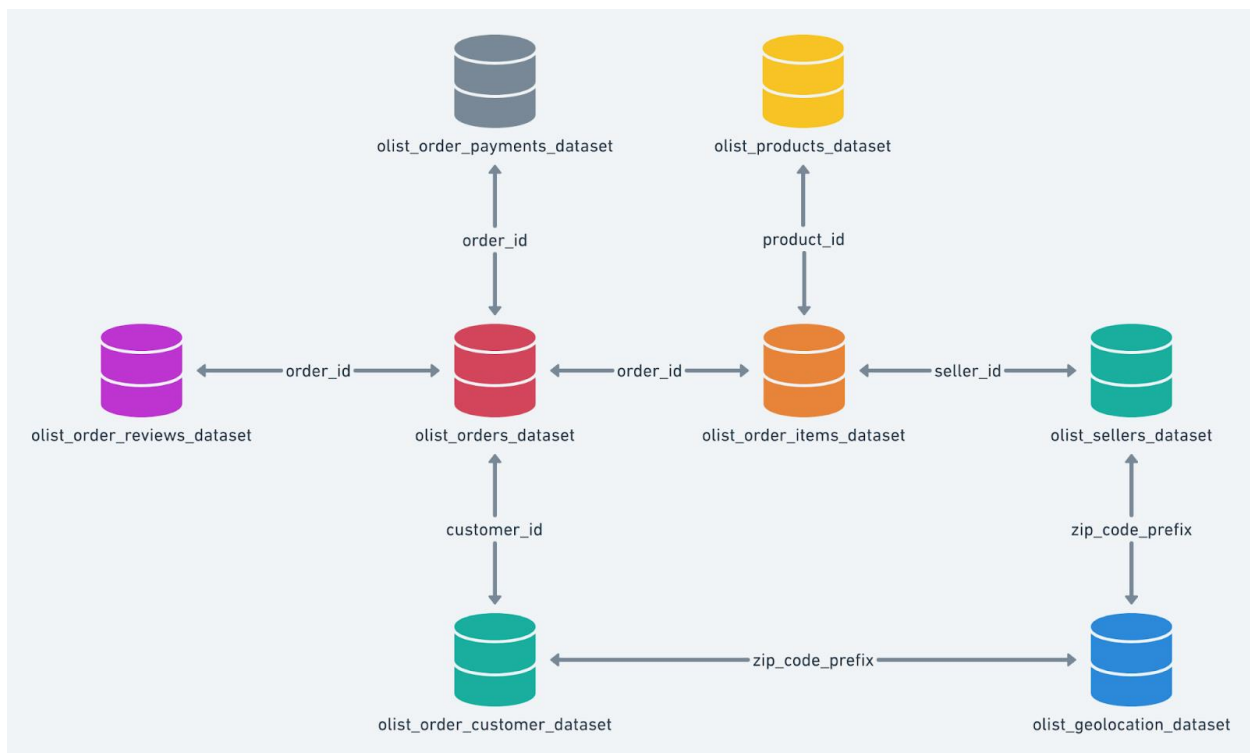 olist_order_payments_dataset
olist_products_dataset
order_id
product_id
order_id
order_id
seller_id
olist_order_reviews_dataset
olist_orders_dataset
olist_order_items_dataset
olist_sellers_dataset
customer_id
zip_code_prefix
zip_code_prefix
olist_order_customer_dataset
olist_geolocation_dataset